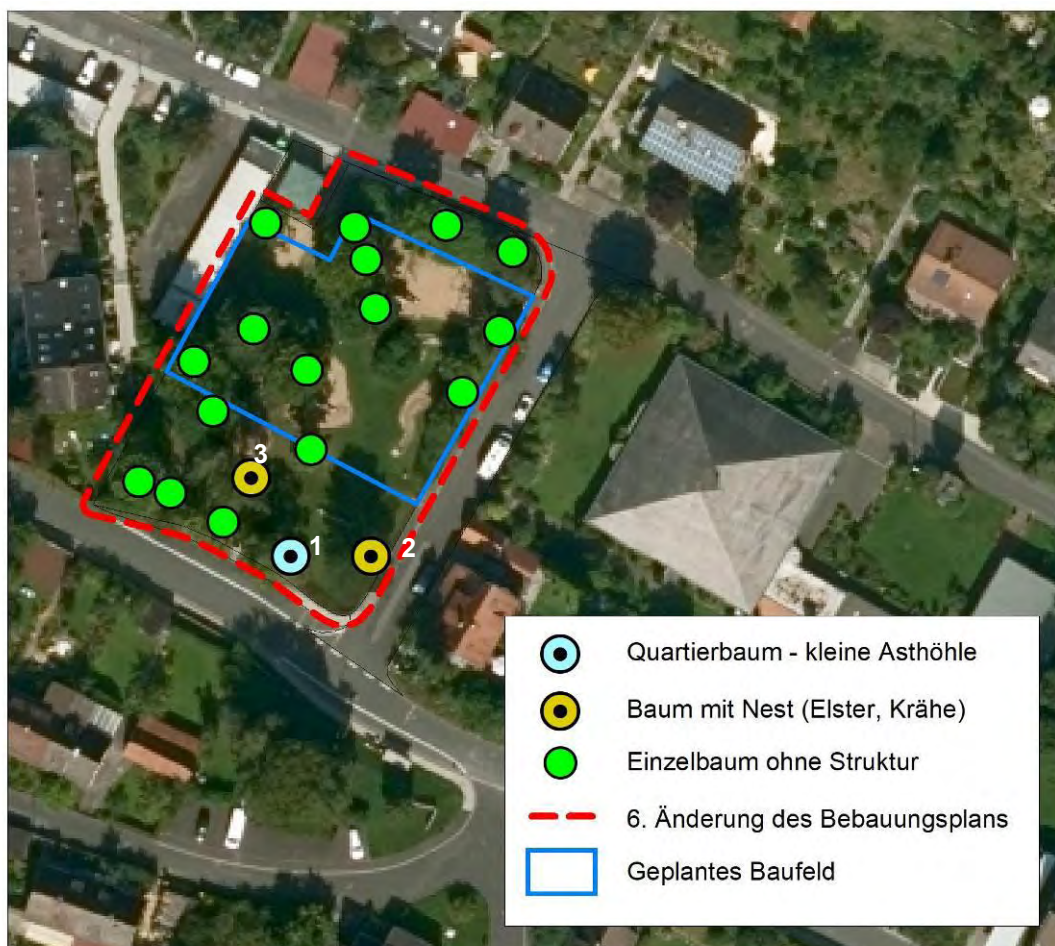 3
1
2
Quartierbaum - kleine Asthöhle
Baum mit Nest (Elster, Krähe)
Einzelbaum ohne Struktur
6. Änderung des Bebauungsplans
Geplantes Baufeld